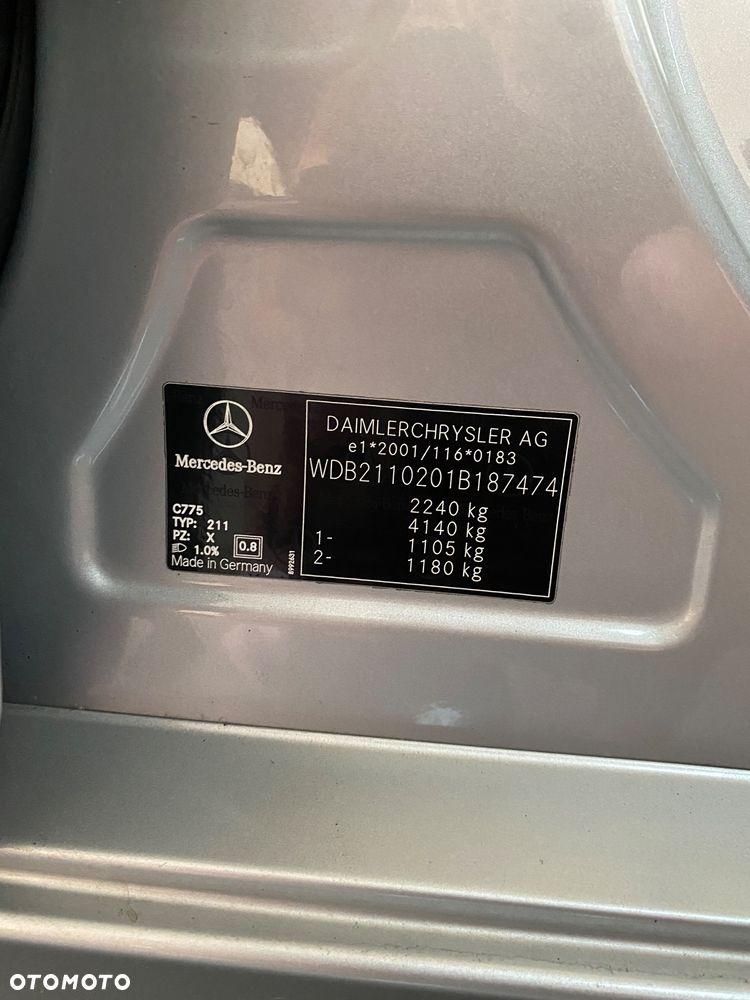 Mercedes-Benz
C775
TYP: 211
PZ: X
1.0% 0.8
Made in Germany
8992631
DAIMLERCHRYSLER AG
e1*2001/116*0183
WDB2110201B187474
2240 kg
4140 kg
1- 1105 kg
2- 1180 kg
OTOMOTO